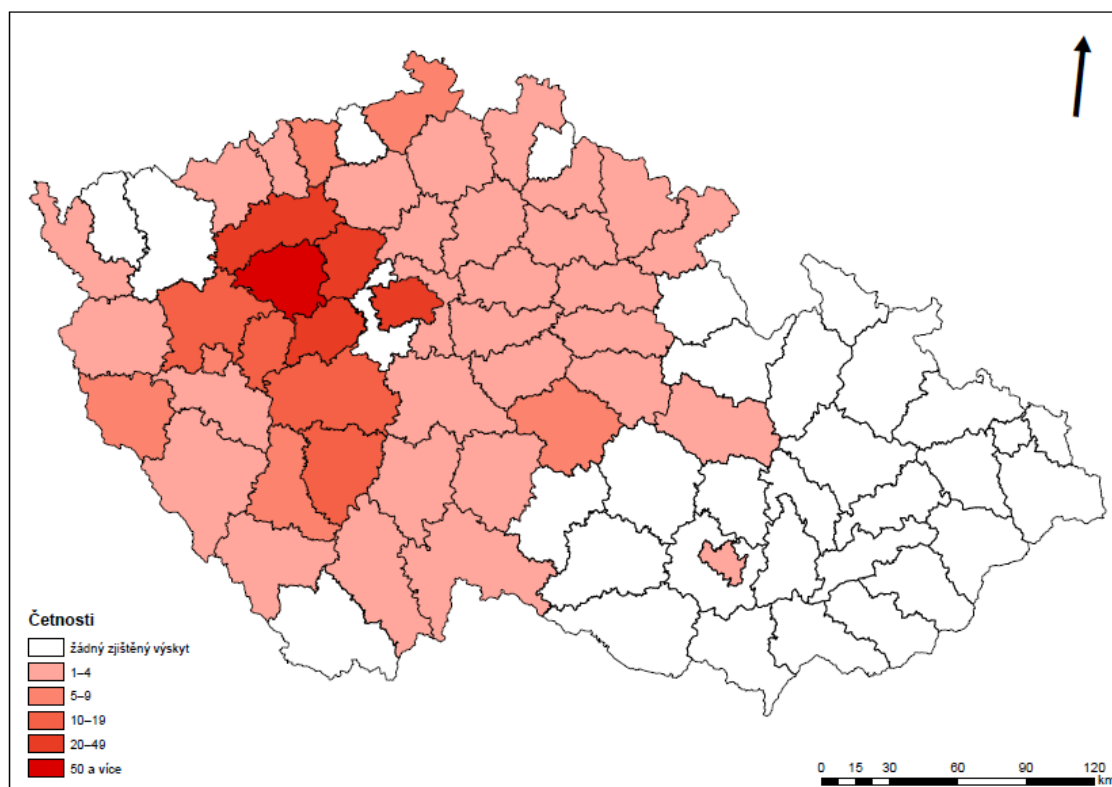 Četnosti
žádný zjištěný výskyt
1–4
5–9
10–19
20–49
50 a více
0 15 30 60 90 120
km